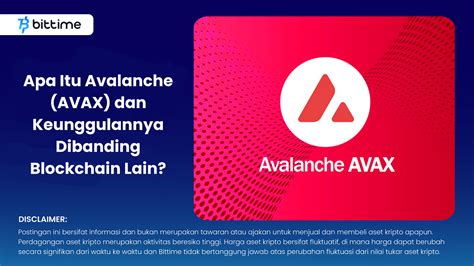 bittime
Apa Itu Avalanche
(AVAX) dan
Keunggulannya
Dibanding
Blockchain Lain?
Avalanche AVAX
DISCLAIMER:
Postingan ini bersifat informasi dan bukan merupakan tawaran atau ajakan untuk menjual dan membeli aset kripto apapun.
Perdagangan aset kripto merupakan aktivitas beresiko tinggi. Harga aset kripto bersifat fluktuatif, di mana harga dapat berubah
secara signifikan dari waktu ke waktu dan Bittime tidak bertanggung jawab atas perubahan fluktuasi dari nilai tukar aset kripto.